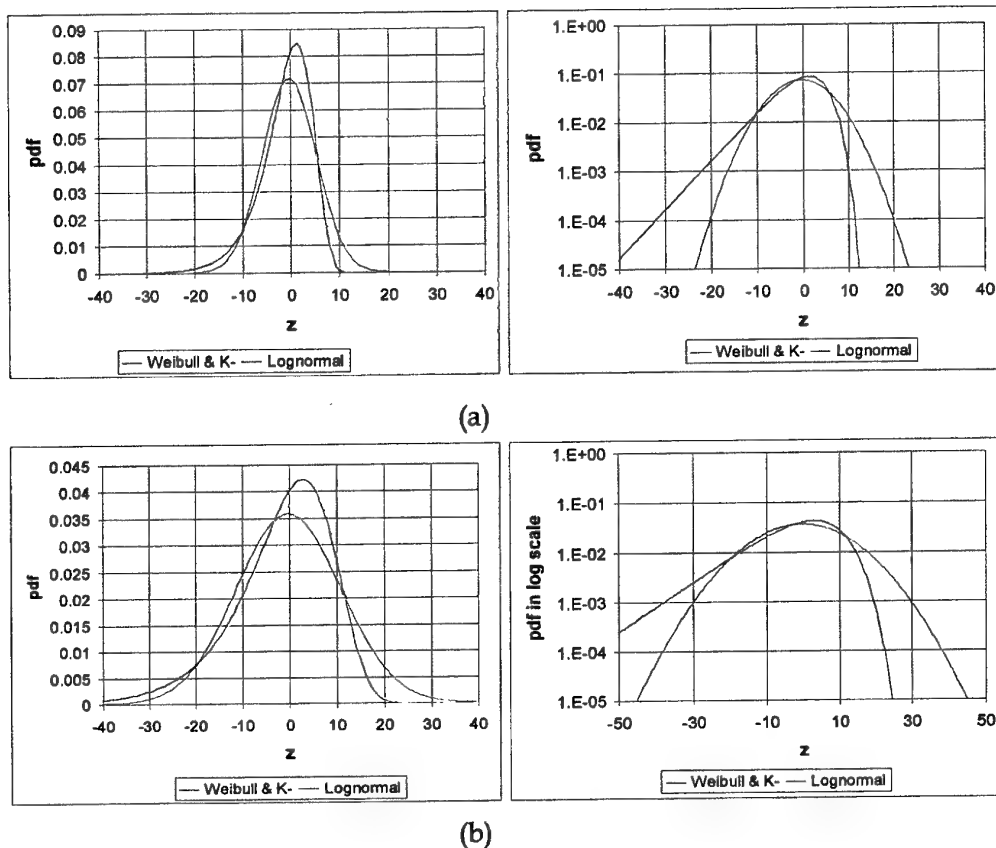 0.09
0.08
0.07
0.06
0.05
0.04
0.03
0.02
0.01
0
pdf
-40 -30 -20 -10 0 10 20 30 40
z
Weibull & K- Lognormal
1.E+00
1.E-01
1.E-02
1.E-03
1.E-04
1.E-05
pdf
-40 -30 -20 -10 0 10 20 30 40
z
Weibull & K- Lognormal
(a)
0.045
0.04
0.035
0.03
0.025
0.02
0.015
0.01
0.005
0
pdf
-40 -30 -20 -10 0 10 20 30 40
z
Weibull & K- Lognormal
1.E+00
1.E-01
1.E-02
1.E-03
1.E-04
1.E-05
pdf in log scale
-50 -30 -10 10 30 50
z
Weibull & K- Lognormal
(b)